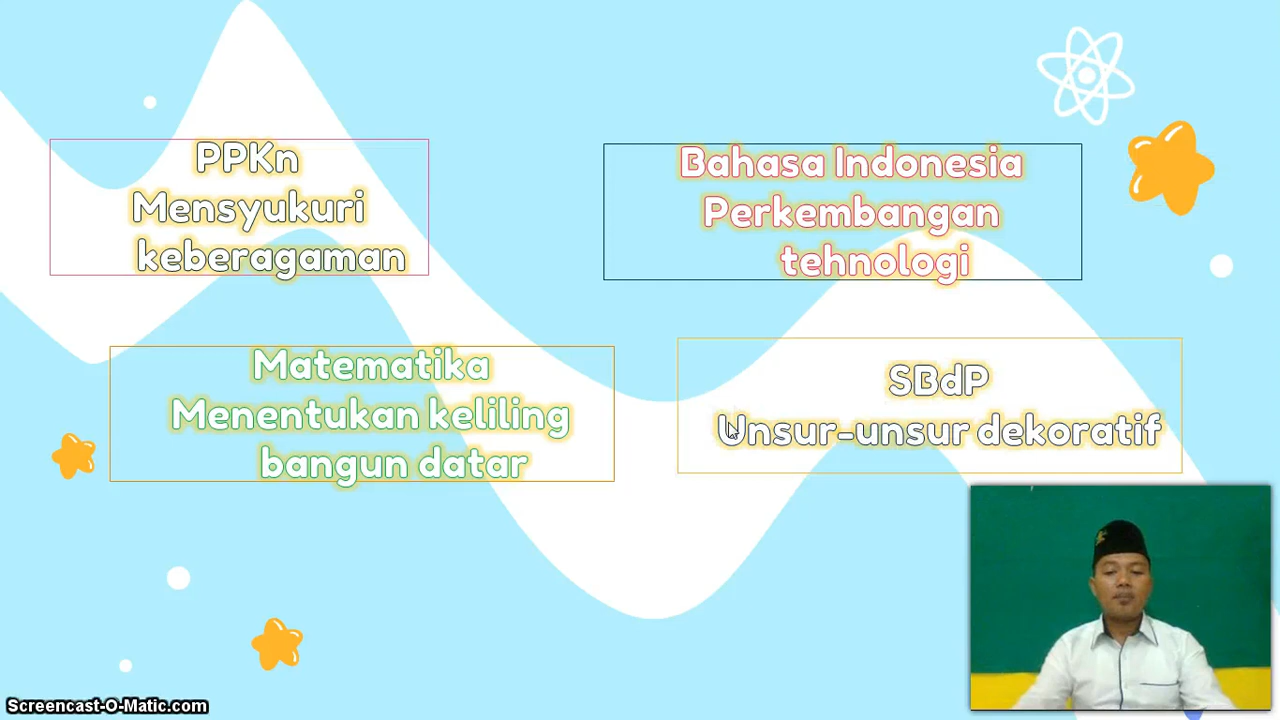 PPKn
Mensyukuri
keberagaman
Bahasa Indonesia
Perkembangan
tehnologi
Matematika
Menentukan keliling
bangun datar
SBdP
Unsur-unsur dekoratif
Screencast-O-Matic.com